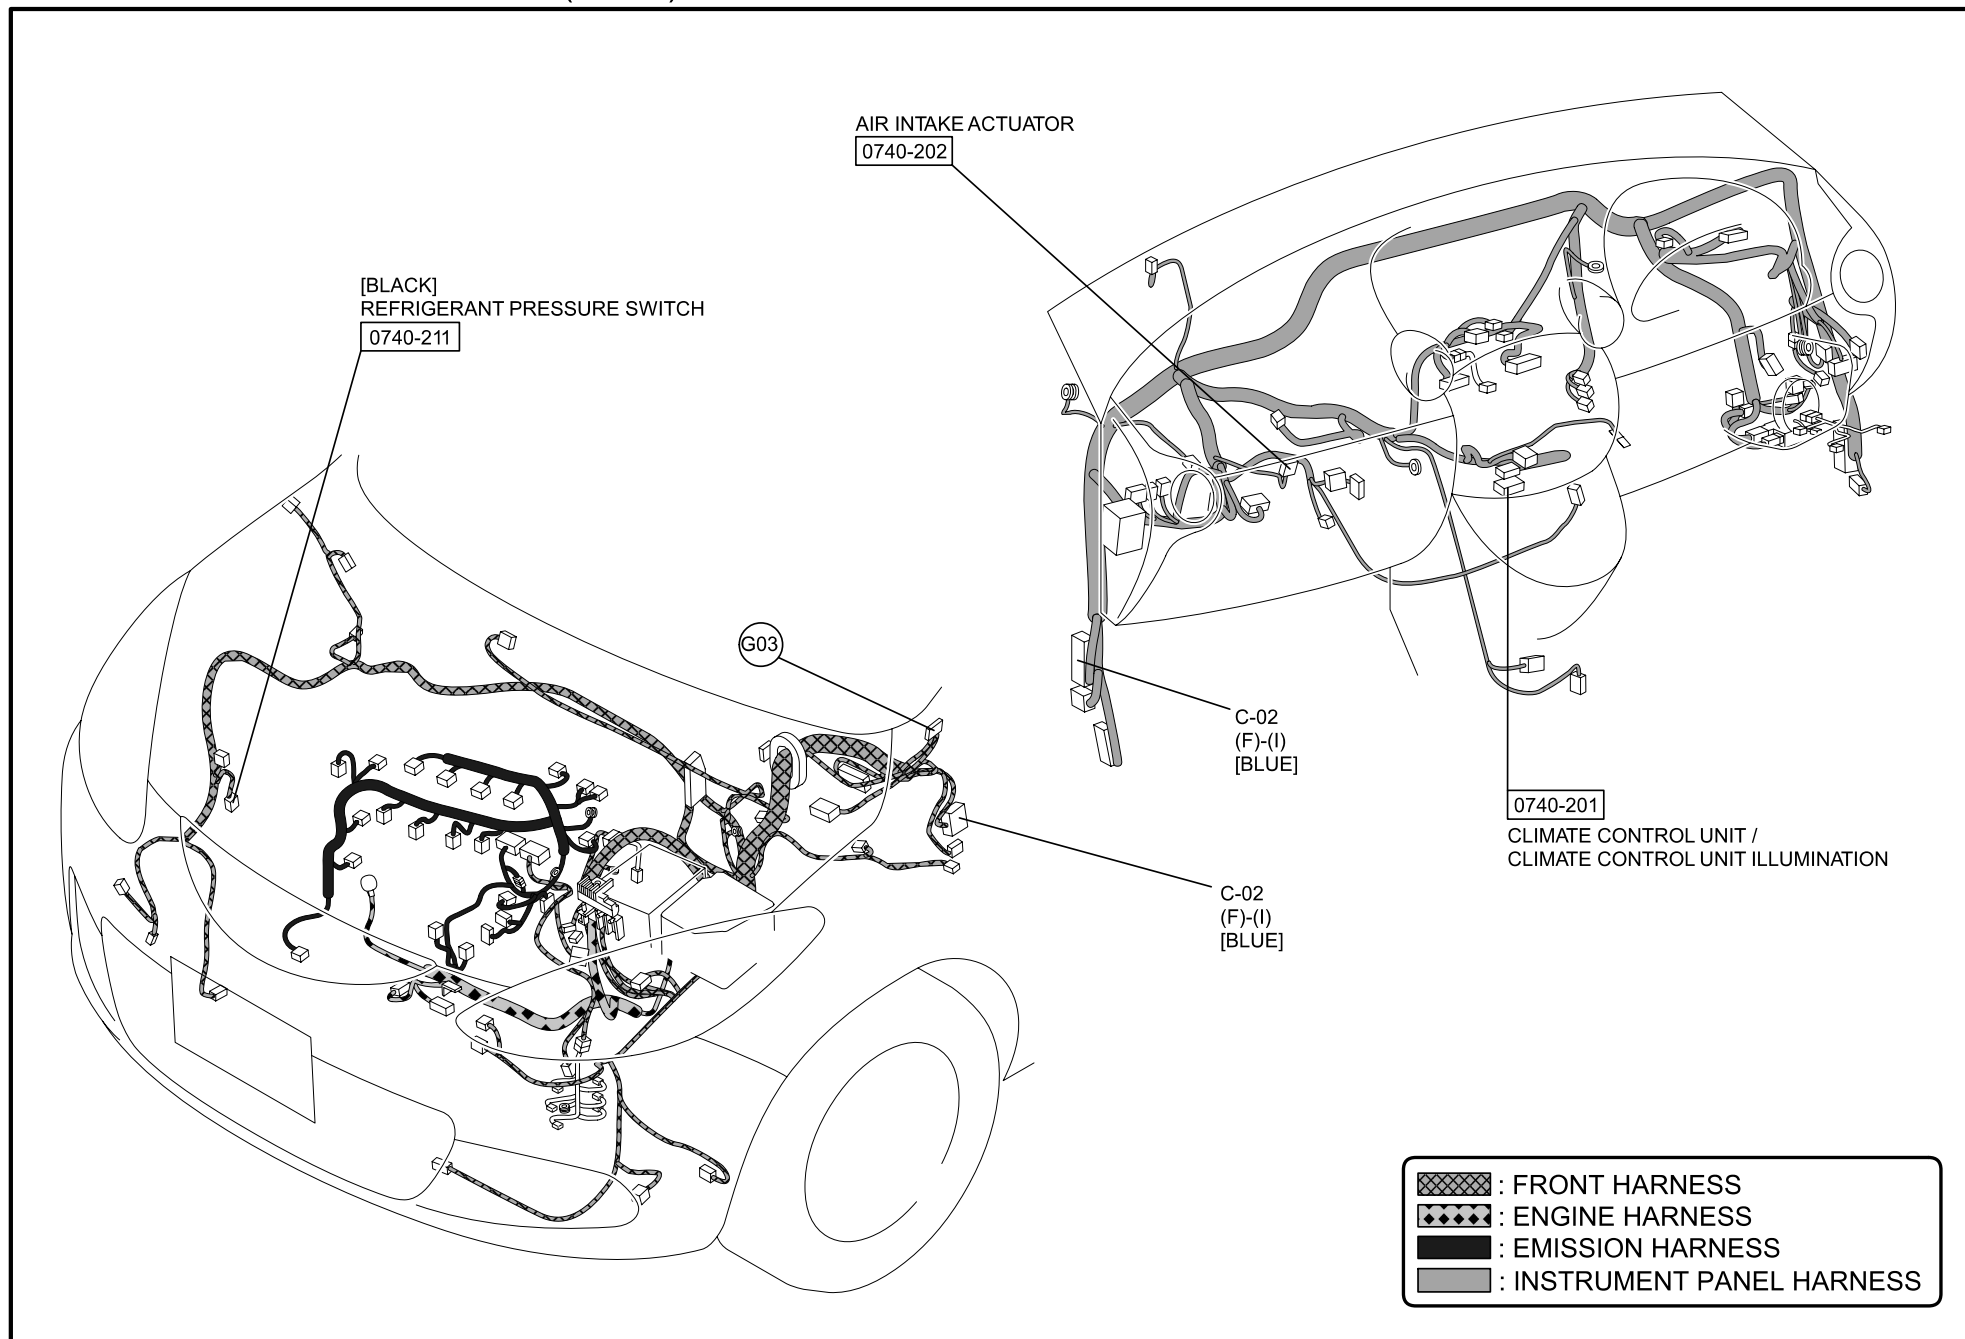 AIR INTAKE ACTUATOR
0740-202
[BLACK]
REFRIGERANT PRESSURE SWITCH
0740-211
G03
C-02
(F)-(I)
[BLUE]
0740-201
CLIMATE CONTROL UNIT /
CLIMATE CONTROL UNIT ILLUMINATION
C-02
(F)-(I)
[BLUE]
: FRONT HARNESS
: ENGINE HARNESS
: EMISSION HARNESS
: INSTRUMENT PANEL HARNESS